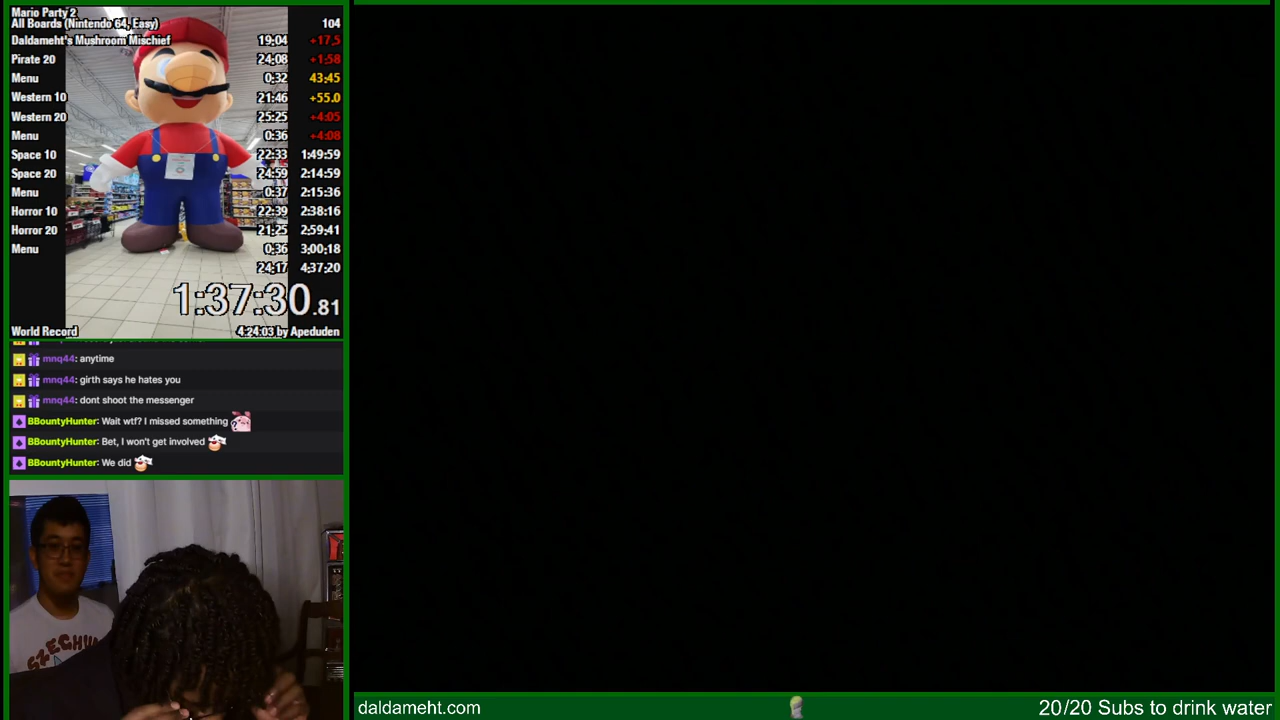 Mario Party 2
All Boards (Nintendo 64, Easy) 104
Daldameht's Mushroom Mischief 19:04 +17.5
Pirate 20 24:08 +1:58
Menu 0:32 43:45
Western 10 21:46 +55.0
Western 20 25:25 +4:05
Menu 0:36 +4:08
Space 10 22:33 1:49:59
Space 20 24:59 2:14:59
Menu 0:37 2:15:36
Horror 10 22:39 2:38:16
Horror 20 21:25 2:59:41
Menu 0:36 3:00:18
24:17 4:37:20
1:37:30.81
World Record 4:24:03 by Apeduden
mnq44: anytime
mnq44: girth says he hates you
mnq44: dont shoot the messenger
BBountyHunter: Wait wtf? I missed something
BBountyHunter: Bet, I won't get involved
BBountyHunter: We did
SZECHU
daldameht.com 20/20 Subs to drink water